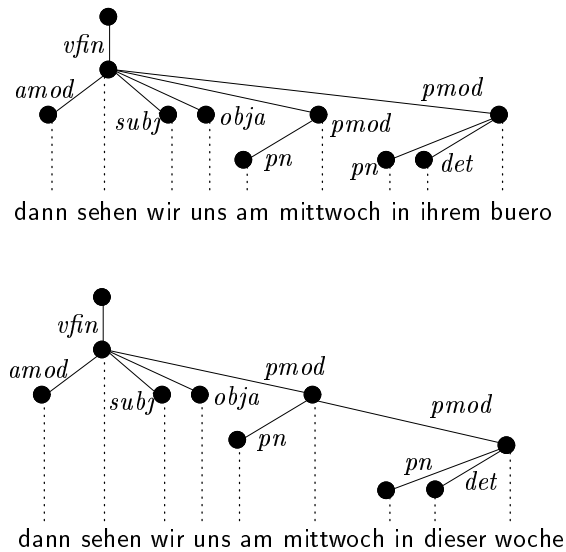 vfin
amod
pmod
subj
obja
pmod
pn
pn
det
dann sehen wir uns am mittwoch in ihrem buero
vfin
amod
pmod
subj
obja
pmod
pn
pn
det
dann sehen wir uns am mittwoch in dieser woche